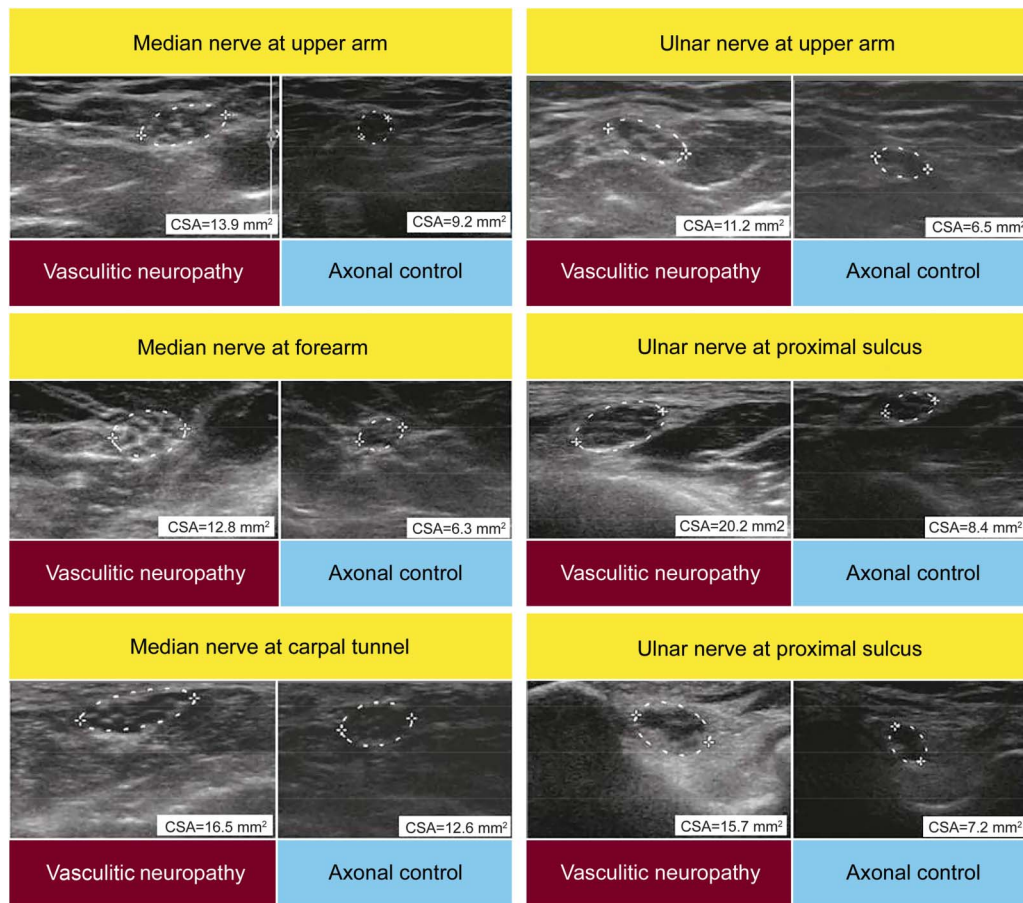 Median nerve at upper arm
CSA=13.9 mm²
CSA=9.2 mm²
Vasculitic neuropathy
Axonal control
Ulnar nerve at upper arm
CSA=11.2 mm²
CSA=6.5 mm²
Vasculitic neuropathy
Axonal control
Median nerve at forearm
CSA=12.8 mm²
CSA=6.3 mm²
Vasculitic neuropathy
Axonal control
Ulnar nerve at proximal sulcus
CSA=20.2 mm2
CSA=8.4 mm²
Vasculitic neuropathy
Axonal control
Median nerve at carpal tunnel
CSA=16.5 mm²
CSA=12.6 mm²
Vasculitic neuropathy
Axonal control
Ulnar nerve at proximal sulcus
CSA=15.7 mm²
CSA=7.2 mm²
Vasculitic neuropathy
Axonal control